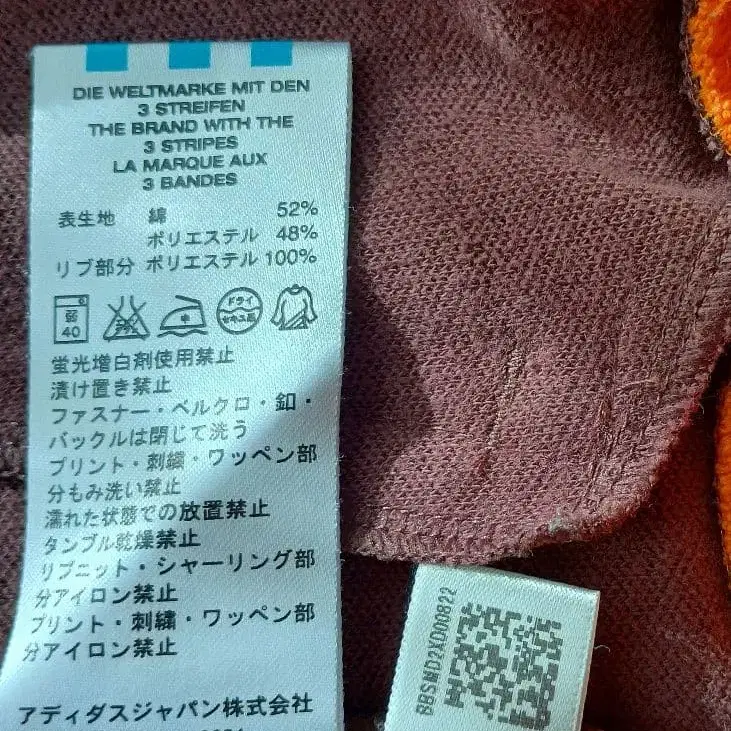 DIE WELTMARKE MIT DEN
3 STREIFEN
THE BRAND WITH THE
3 STRIPES
LA MARQUE AUX
3 BANDES
表生地 綿 52%
ポリエステル 48%
リブ部分 ポリエステル 100%
弱
40
中
ドライ
セキユ系
蛍光増白剤使用禁止
漬け置き禁止
ファスナー・ベルクロ・釦・
バックルは閉じて洗う
プリント・刺繍・ワッペン部
分もみ洗い禁止
濡れた状態での放置禁止
タンブル乾燥禁止
リブニット・シャーリング部
分アイロン禁止
プリント・刺繍・ワッペン部
分アイロン禁止
アディダスジャパン株式会社